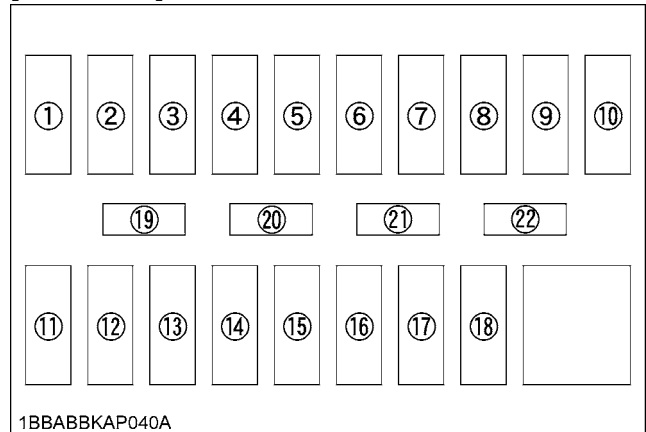 ① ② ③ ④ ⑤ ⑥ ⑦ ⑧ ⑨ ⑩
⑲ ⑳ ㉑ ㉒
⑪ ⑫ ⑬ ⑭ ⑮ ⑯ ⑰ ⑱
1BBABBKAP040A